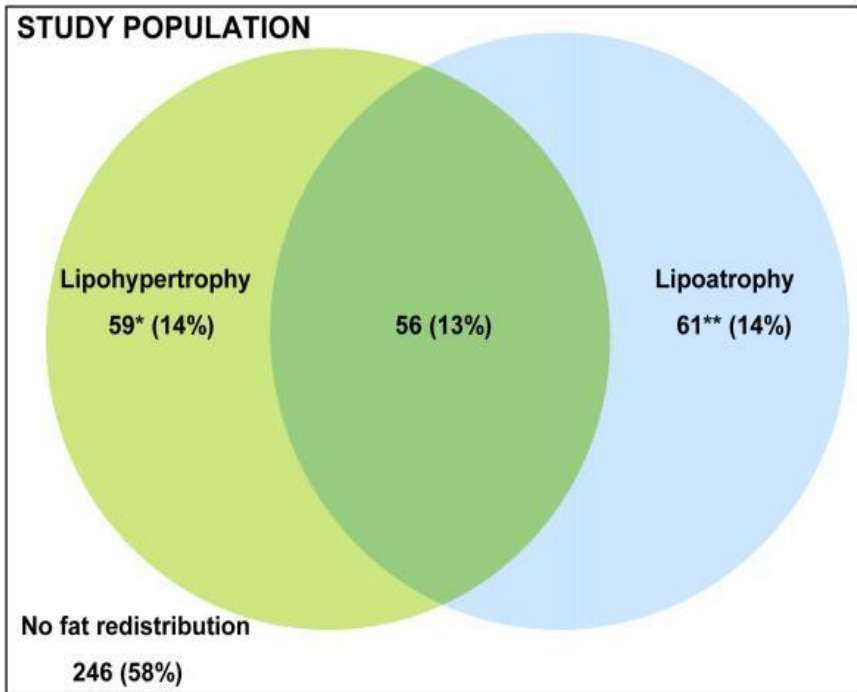 STUDY POPULATION
Lipohypertrophy
59* (14%)
56 (13%)
Lipoatrophy
61** (14%)
No fat redistribution
246 (58%)